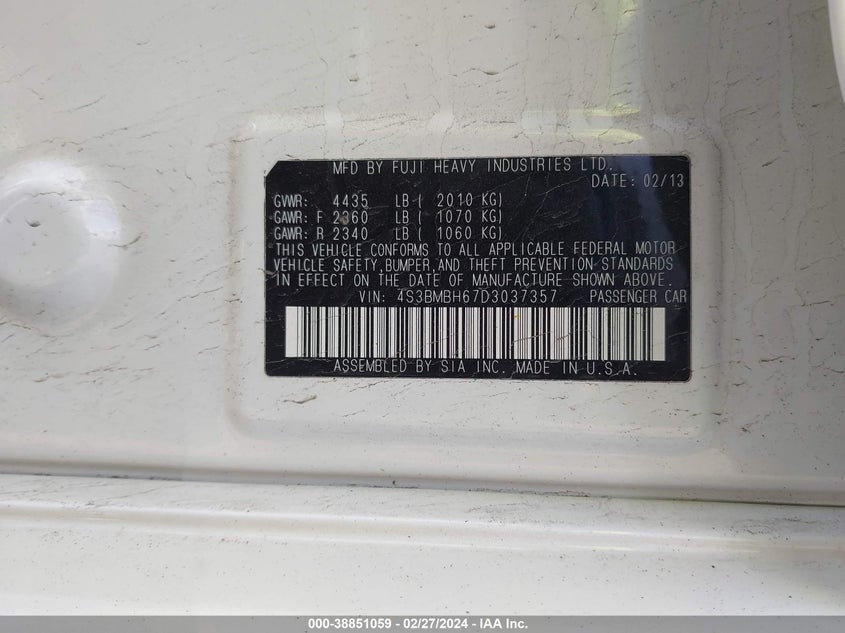 MFD BY FUJI HEAVY INDUSTRIES LTD.
DATE: 02/13
GVWR: 4435 LB ( 2010 KG)
GAWR: F 2360 LB ( 1070 KG)
GAWR: R 2340 LB ( 1060 KG)
THIS VEHICLE CONFORMS TO ALL APPLICABLE FEDERAL MOTOR
VEHICLE SAFETY,BUMPER,AND THEFT PREVENTION STANDARDS
IN EFFECT ON THE DATE OF MANUFACTURE SHOWN ABOVE.
VIN: 4S3BMBH67D3037357 PASSENGER CAR
ASSEMBLED BY SIA INC. MADE IN U.S.A.
000-38851059 - 02/27/2024 - IAA Inc.